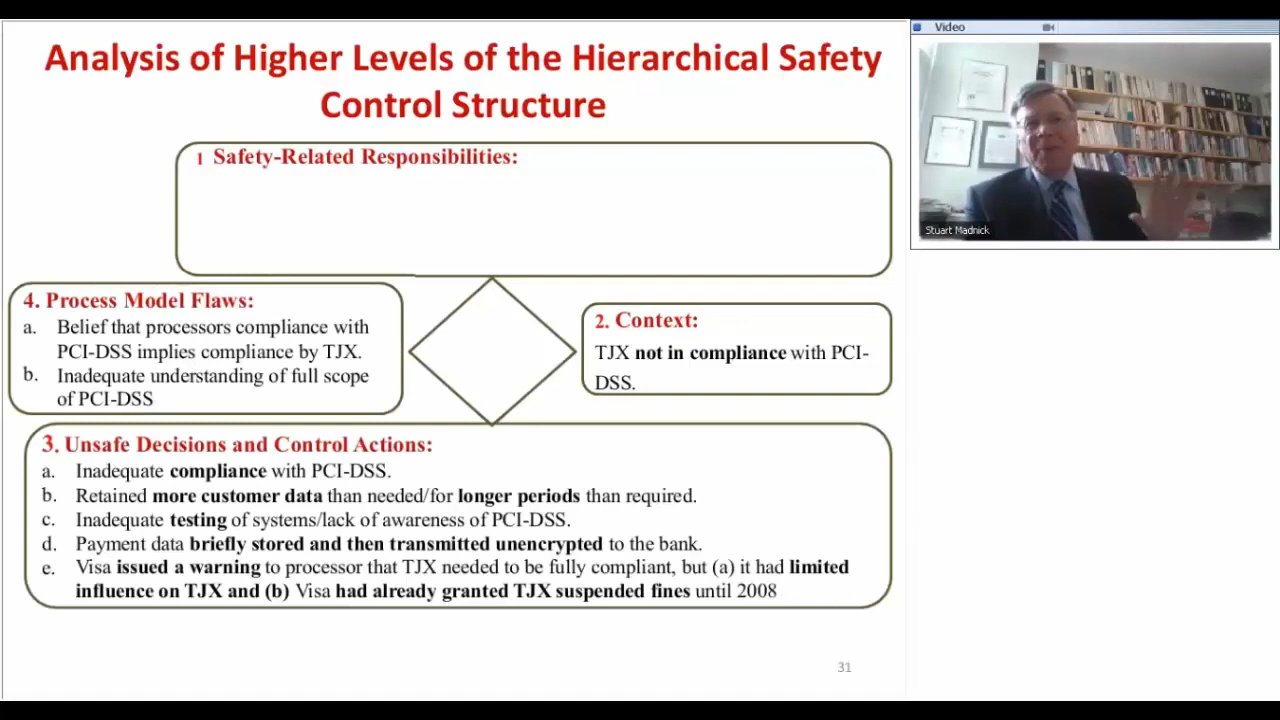 Analysis of Higher Levels of the Hierarchical Safety
Control Structure
1 Safety-Related Responsibilities:
4. Process Model Flaws:
a. Belief that processors compliance with
PCI-DSS implies compliance by TJX.
b. Inadequate understanding of full scope
of PCI-DSS
2. Context:
TJX not in compliance with PCI-
DSS.
3. Unsafe Decisions and Control Actions:
a. Inadequate compliance with PCI-DSS.
b. Retained more customer data than needed/for longer periods than required.
c. Inadequate testing of systems/lack of awareness of PCI-DSS.
d. Payment data briefly stored and then transmitted unencrypted to the bank.
e. Visa issued a warning to processor that TJX needed to be fully compliant, but (a) it had limited
influence on TJX and (b) Visa had already granted TJX suspended fines until 2008
31
Video
Stuart Madnick